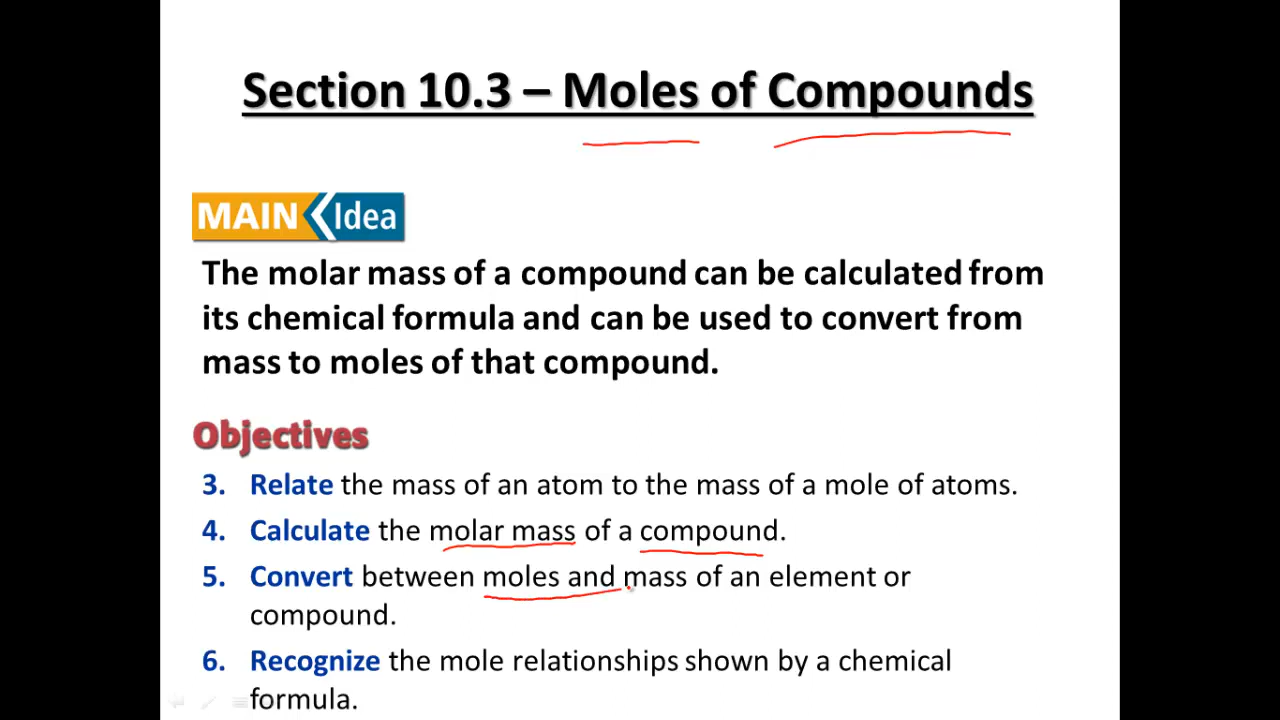 Section 10.3 – Moles of Compounds
MAIN Idea
The molar mass of a compound can be calculated from
its chemical formula and can be used to convert from
mass to moles of that compound.
Objectives
3. Relate the mass of an atom to the mass of a mole of atoms.
4. Calculate the molar mass of a compound.
5. Convert between moles and mass of an element or
compound.
6. Recognize the mole relationships shown by a chemical
formula.